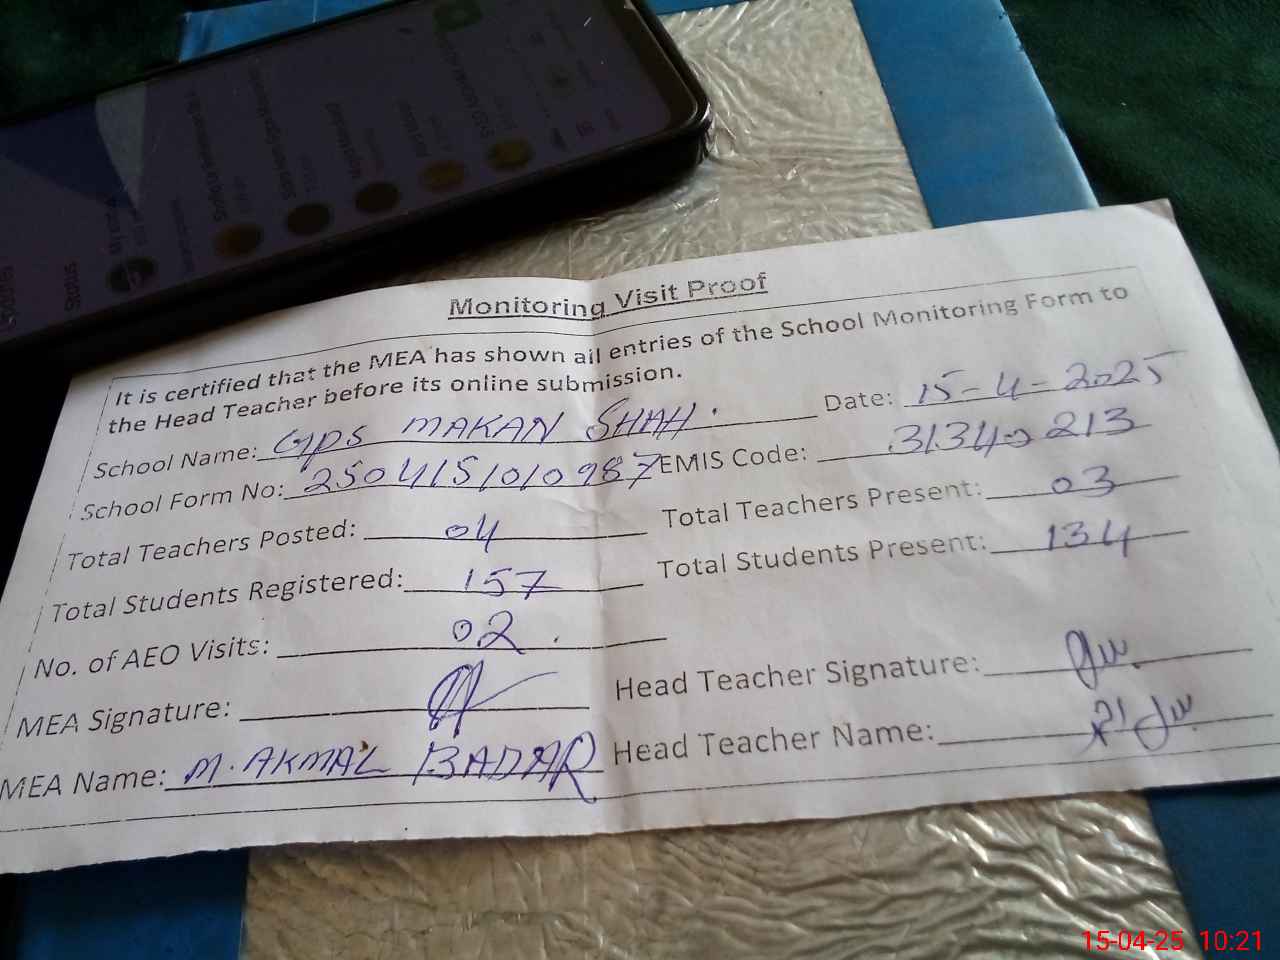 Monitoring Visit Proof
It is certified that the MEA has shown all entries of the School Monitoring Form to
the Head Teacher before its online submission.
School Name: GPS MAKAN SHAH. Date: 15-4-2025
School Form No: 2504151010987 EMIS Code: 31340213
Total Teachers Posted: 04 Total Teachers Present: 03
Total Students Registered: 157 Total Students Present: 134
No. of AEO Visits: 02
MEA Signature: Head Teacher Signature:
MEA Name: M. AKMAL BADAR Head Teacher Name:
Status
15-04-25 10:21